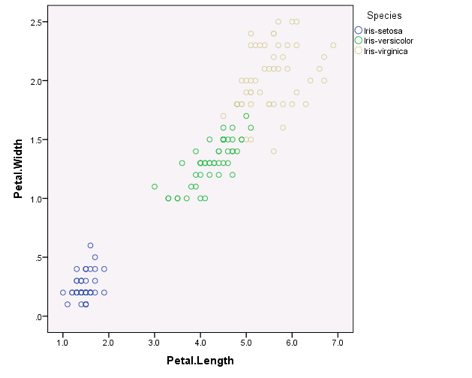 Species
Iris-setosa
Iris-versicolor
Iris-virginica
Petal.Width
2.5
2.0
1.5
1.0
.5
.0
1.0 2.0 3.0 4.0 5.0 6.0 7.0
Petal.Length